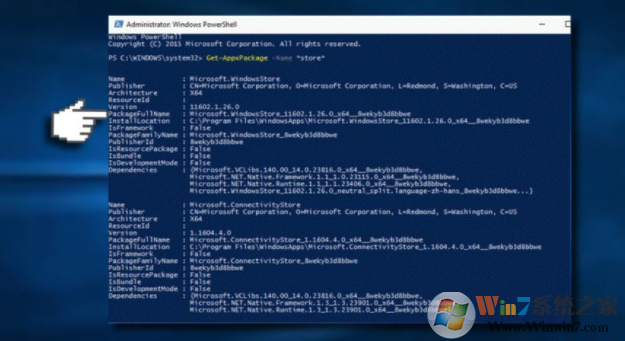 Administrator: Windows PowerShell
Windows PowerShell
Copyright (C) 2015 Microsoft Corporation. All rights reserved.
PS C:\WINDOWS\system32> Get-AppxPackage -Name *store*
Name : Microsoft.WindowsStore
Publisher : CN=Microsoft Corporation, O=Microsoft Corporation, L=Redmond, S=Washington, C=US
Architecture : X64
ResourceId :
Version : 11602.1.26.0
PackageFullName : Microsoft.WindowsStore_11602.1.26.0_x64__8wekyb3d8bbwe
InstallLocation : C:\Program Files\WindowsApps\Microsoft.WindowsStore_11602.1.26.0_x64__8wekyb3d8bbwe
IsFramework : False
PackageFamilyName : Microsoft.WindowsStore_8wekyb3d8bbwe
PublisherId : 8wekyb3d8bbwe
IsResourcePackage : False
IsBundle : False
IsDevelopmentMode : False
Dependencies : {Microsoft.VCLibs.140.00_14.0.23816.0_x64__8wekyb3d8bbwe,
Microsoft.NET.Native.Framework.1.1_1.0.23115.0_x64__8wekyb3d8bbwe,
Microsoft.NET.Native.Runtime.1.1_1.1.23406.0_x64__8wekyb3d8bbwe,
Microsoft.WindowsStore_11602.1.26.0_neutral_split.language-zh-hans_8wekyb3d8bbwe...}
Name : Microsoft.ConnectivityStore
Publisher : CN=Microsoft Corporation, O=Microsoft Corporation, L=Redmond, S=Washington, C=US
Architecture : X64
ResourceId :
Version : 1.1604.4.0
PackageFullName : Microsoft.ConnectivityStore_1.1604.4.0_x64__8wekyb3d8bbwe
InstallLocation : C:\Program Files\WindowsApps\Microsoft.ConnectivityStore_1.1604.4.0_x64__8wekyb3d8bbwe
IsFramework : False
PackageFamilyName : Microsoft.ConnectivityStore_8wekyb3d8bbwe
PublisherId : 8wekyb3d8bbwe
IsResourcePackage : False
IsBundle : False
IsDevelopmentMode : False
Dependencies : {Microsoft.VCLibs.140.00_14.0.23816.0_x64__8wekyb3d8bbwe,
Microsoft.NET.Native.Framework.1.3_1.3.23901.0_x64__8wekyb3d8bbwe,
Microsoft.NET.Native.Runtime.1.3_1.3.23901.0_x64__8wekyb3d8bbwe
Win7系统之家
Www.Winwin7.com